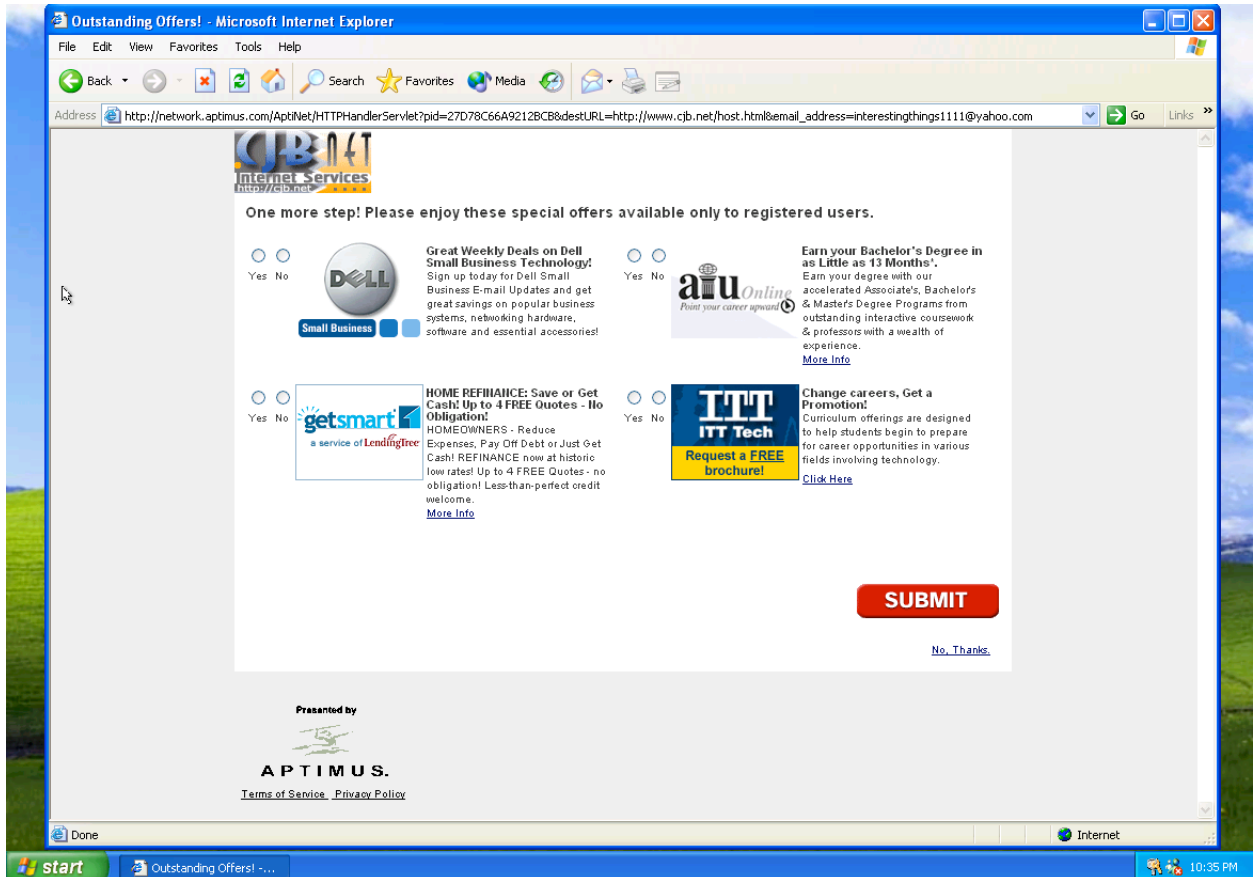 Outstanding Offers! - Microsoft Internet Explorer
File Edit View Favorites Tools Help
Back Search Favorites Media
Address http://network.aptimus.com/AptiNet/HTTPHandlerServlet?pid=27D78C66A9212BCB&destURL=http://www.cjb.net/host.html&email_address=interestingthings1111@yahoo.com Go Links »
CJB NET
Internet Services
http://cjb.net
One more step! Please enjoy these special offers available only to registered users.
Yes No
DELL
Small Business
Great Weekly Deals on Dell
Small Business Technology!
Sign up today for Dell Small
Business E-mail Updates and get
great savings on popular business
systems, networking hardware,
software and essential accessories!
Yes No
aiu Online
Point your career upward
Earn your Bachelor's Degree in
as Little as 13 Months*.
Earn your degree with our
accelerated Associate's, Bachelor's
& Master's Degree Programs from
outstanding interactive coursework
& professors with a wealth of
experience.
More Info
Yes No
getsmart
a service of LendingTree
HOME REFINANCE: Save or Get
Cash! Up to 4 FREE Quotes - No
Obligation!
HOMEOWNERS - Reduce
Expenses, Pay Off Debt or Just Get
Cash! REFINANCE now at historic
low rates! Up to 4 FREE Quotes - no
obligation! Less-than-perfect credit
welcome.
More Info
Yes No
ITT
ITT Tech
Request a FREE
brochure!
Change careers, Get a
Promotion!
Curriculum offerings are designed
to help students begin to prepare
for career opportunities in various
fields involving technology.
Click Here
SUBMIT
No, Thanks.
Presented by
APTIMUS.
Terms of Service Privacy Policy
Done Internet
start Outstanding Offers! -... 10:35 PM